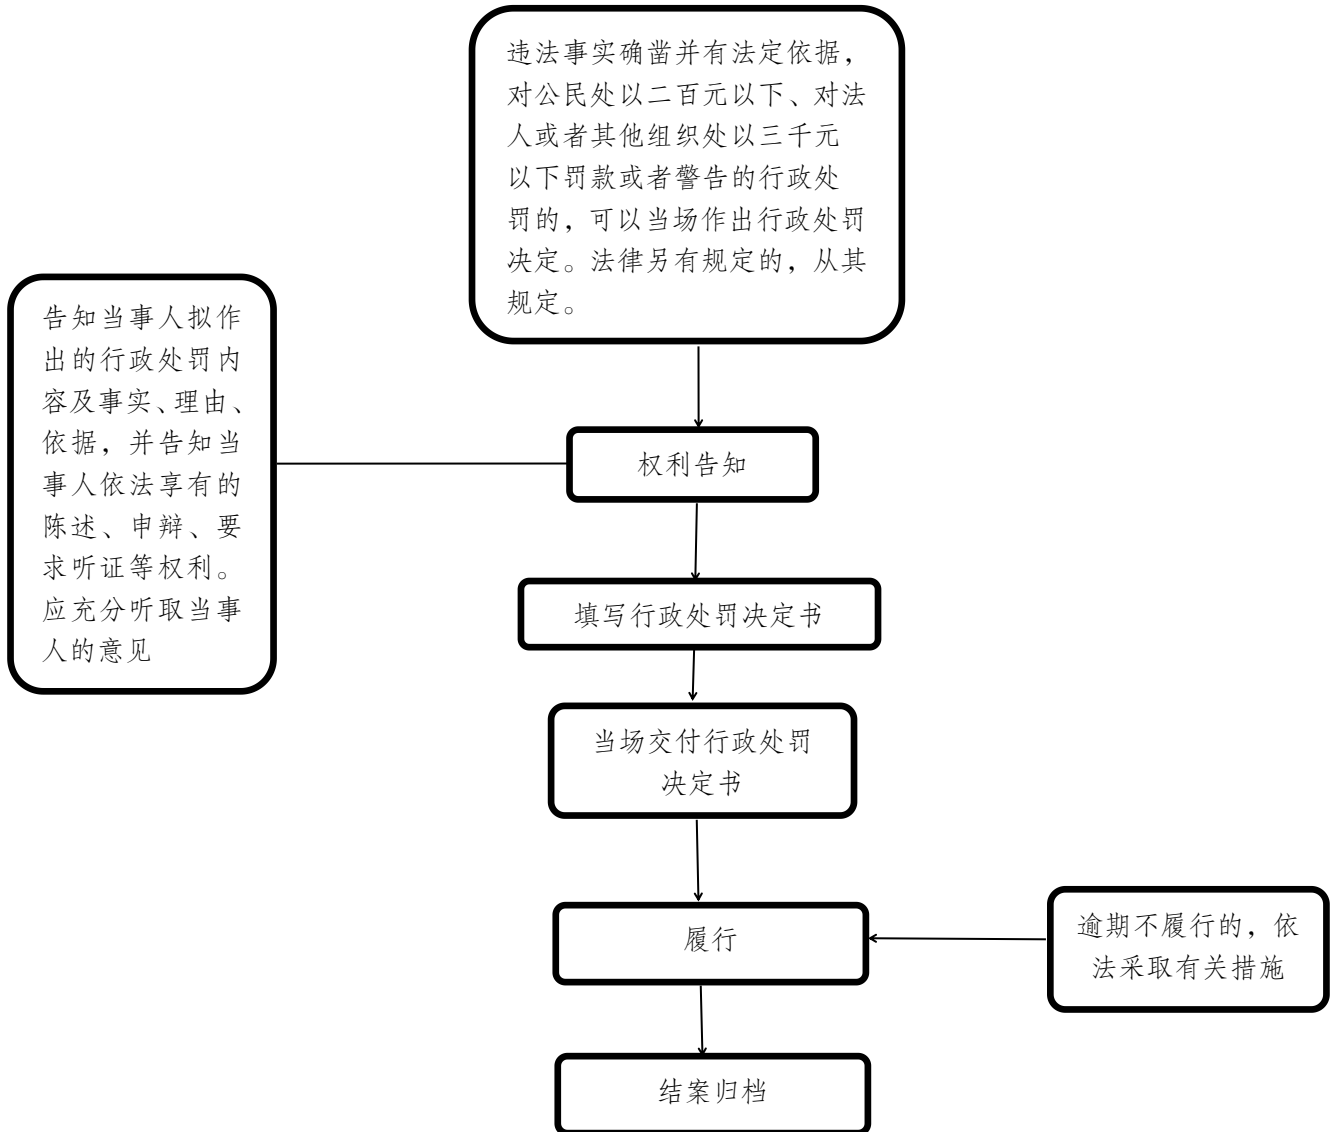 违法事实确凿并有法定依据，
对公民处以二百元以下、对法
人或者其他组织处以三千元
以下罚款或者警告的行政处
罚的，可以当场作出行政处罚
决定。法律另有规定的，从其
规定。
告知当事人拟作
出的行政处罚内
容及事实、理由、
依据，并告知当
事人依法享有的
陈述、申辩、要
求听证等权利。
应充分听取当事
人的意见
权利告知
填写行政处罚决定书
当场交付行政处罚
决定书
履行
逾期不履行的，依
法采取有关措施
结案归档